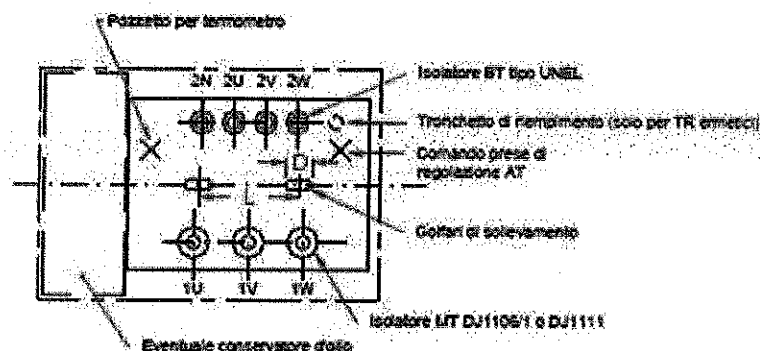 Pozzetto per termometro
2N 2U 2V 2W
Isolatore BT tipo UNEL
Tronchetto di riempimento (solo per TR ermetici)
Comando prese di
regolazione AT
D
L
Golfari di sollevamento
1U 1V 1W
Isolatore MT DJ1106/1 o DJ1111
Eventuale conservatore d'olio